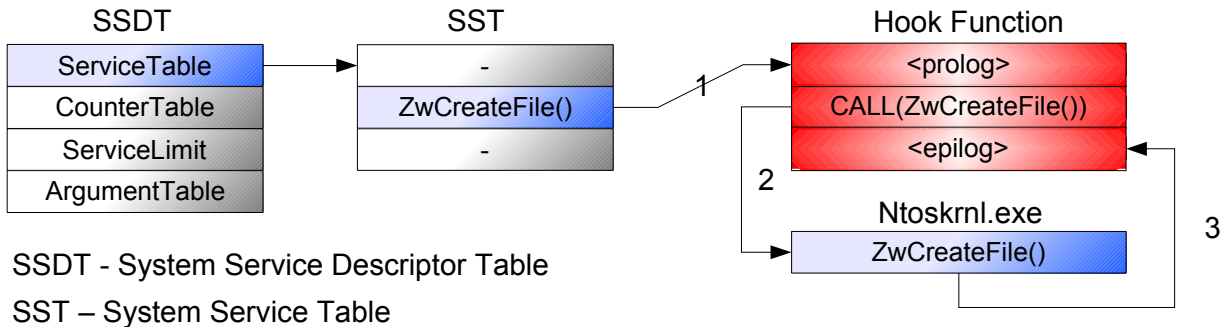 SSDT
ServiceTable
CounterTable
ServiceLimit
ArgumentTable
SST
-
ZwCreateFile()
-
1
Hook Function
<prolog>
CALL(ZwCreateFile())
<epilog>
2
Ntoskrnl.exe
ZwCreateFile()
3
SSDT - System Service Descriptor Table
SST – System Service Table